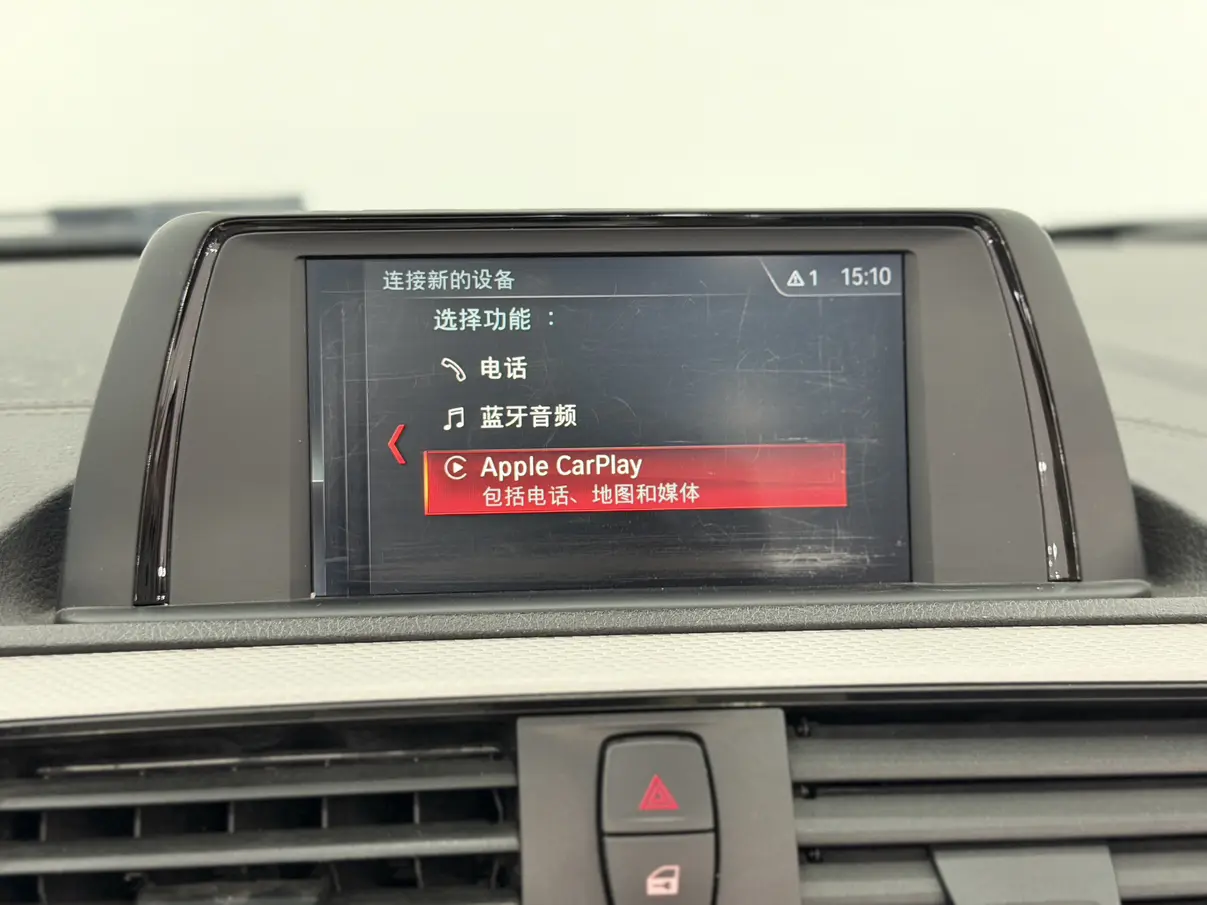 连接新的设备
1 15:10
选择功能：
电话
蓝牙音频
Apple CarPlay
包括电话、地图和媒体